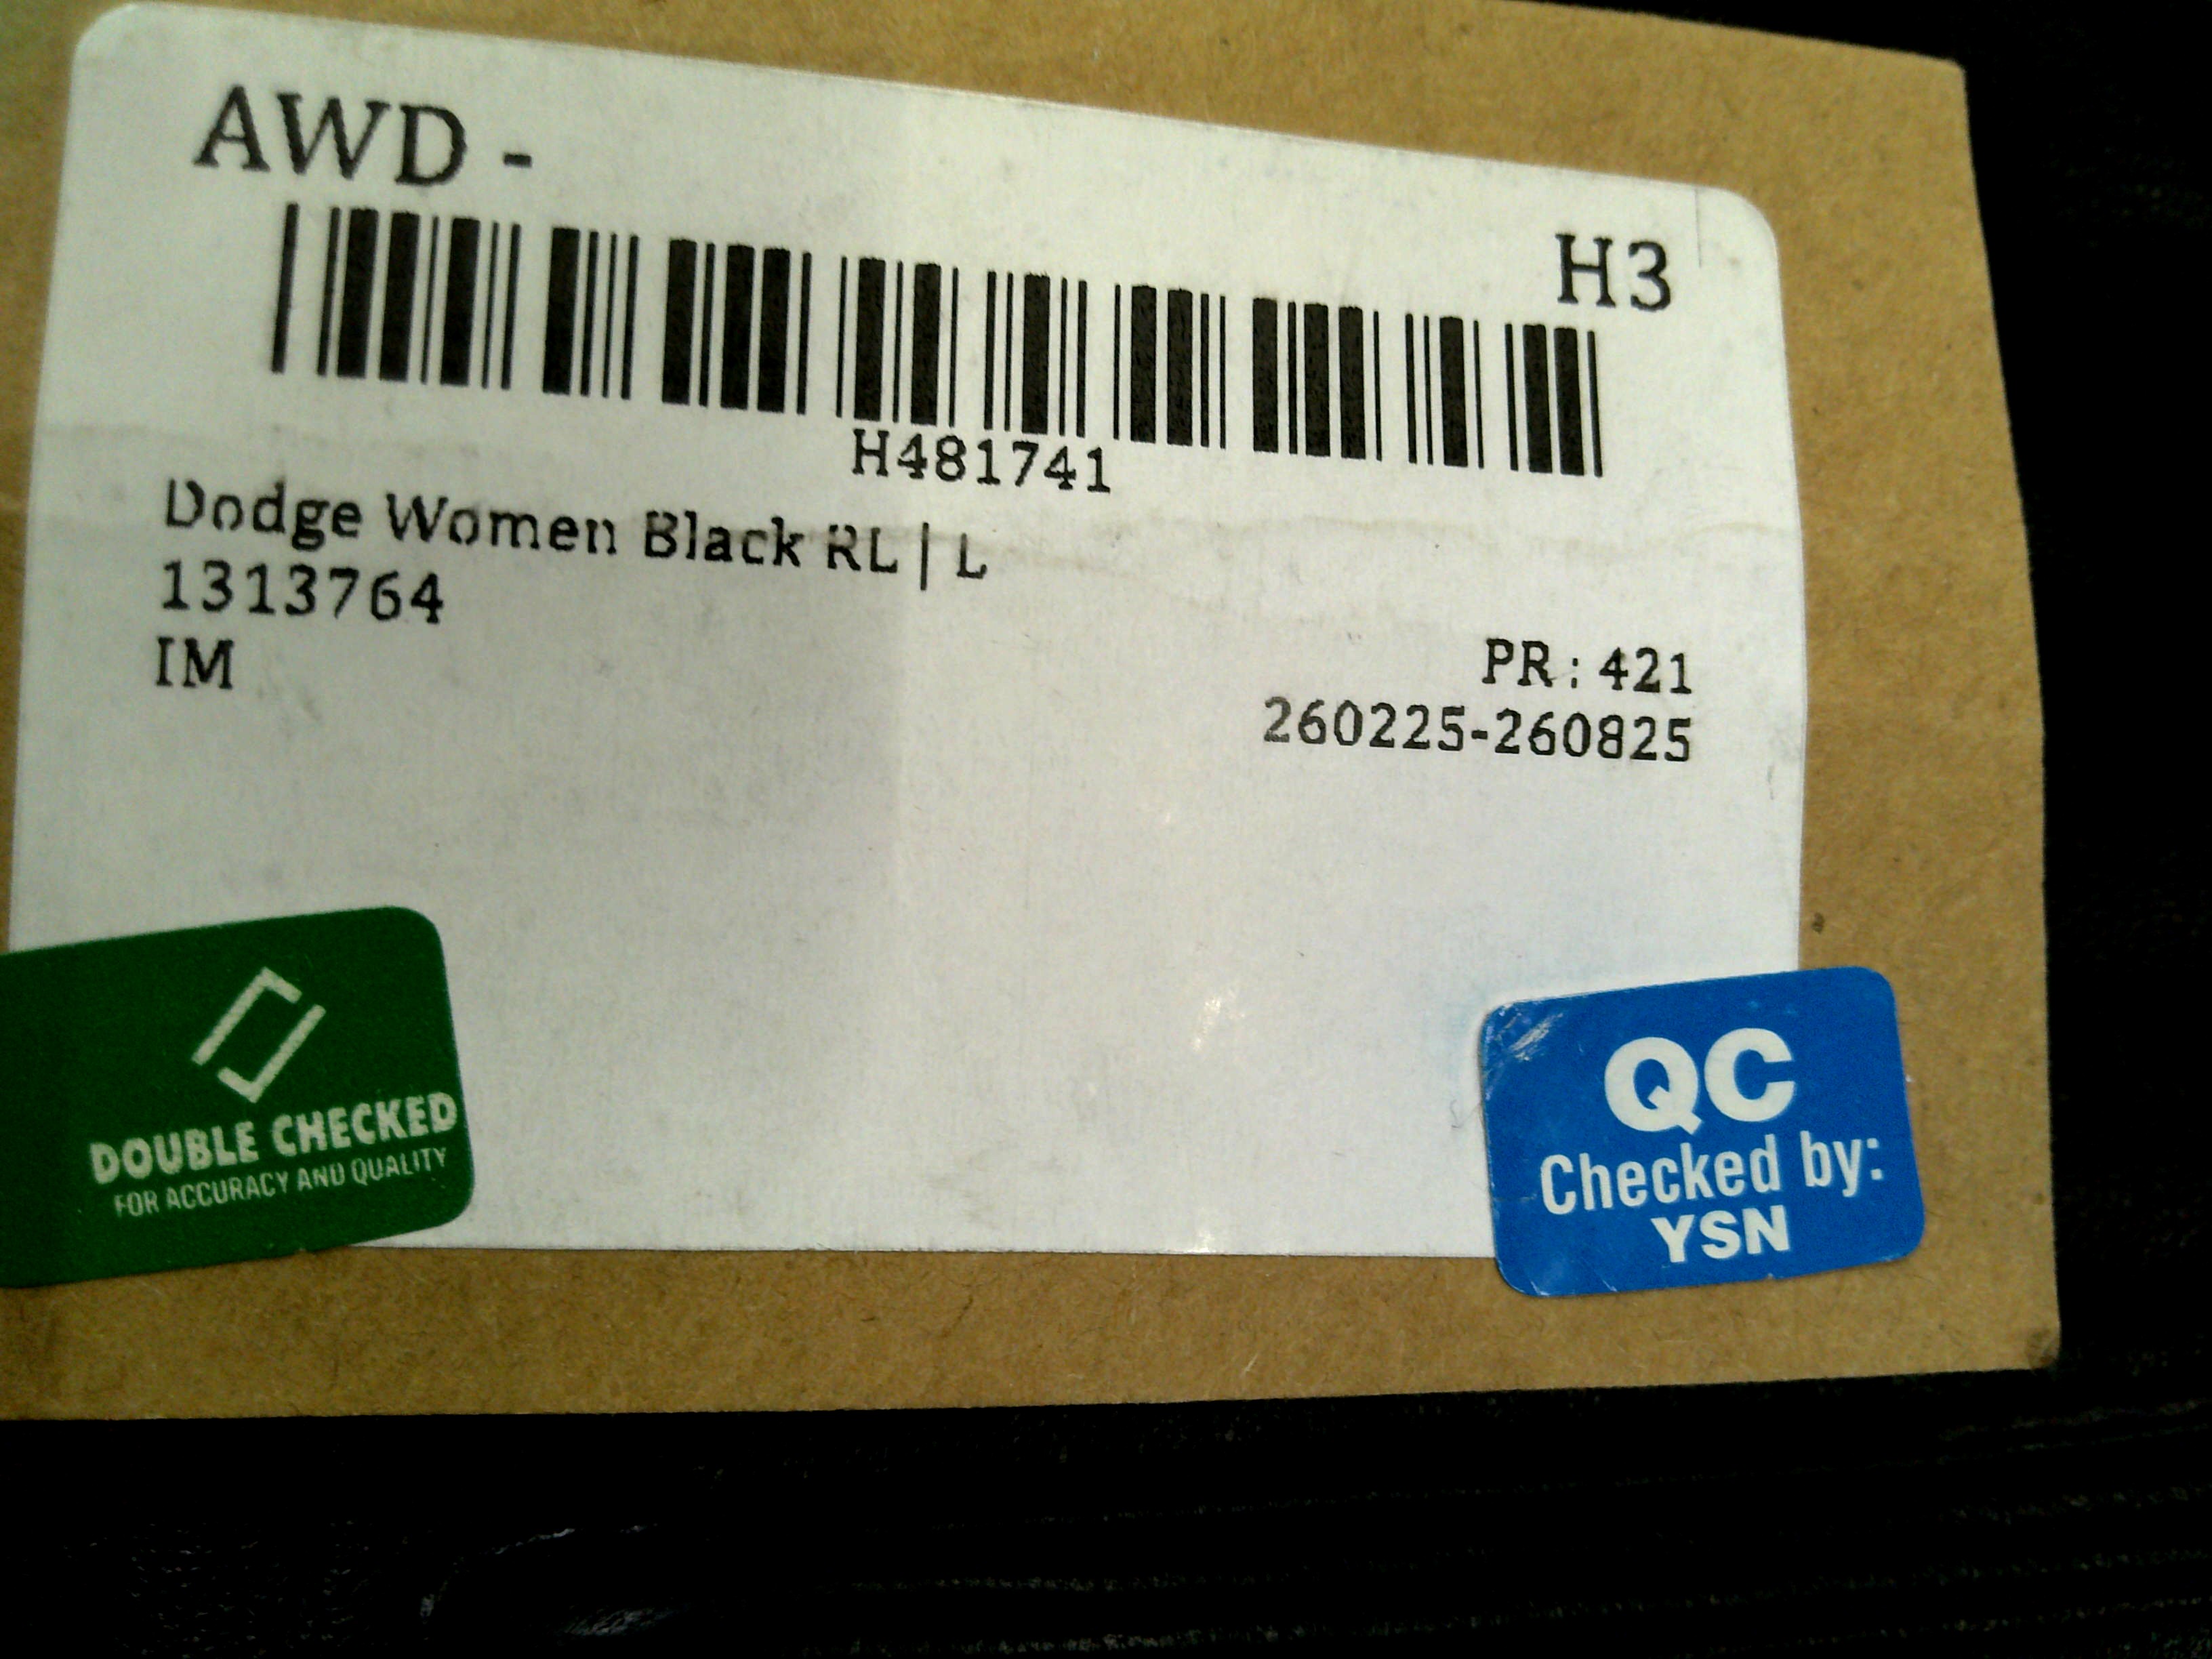 AWD -
H3
H481741
Dodge Women Black RL | L
1313764
IM
PR : 421
260225-260825
DOUBLE CHECKED
FOR ACCURACY AND QUALITY
QC
Checked by:
YSN